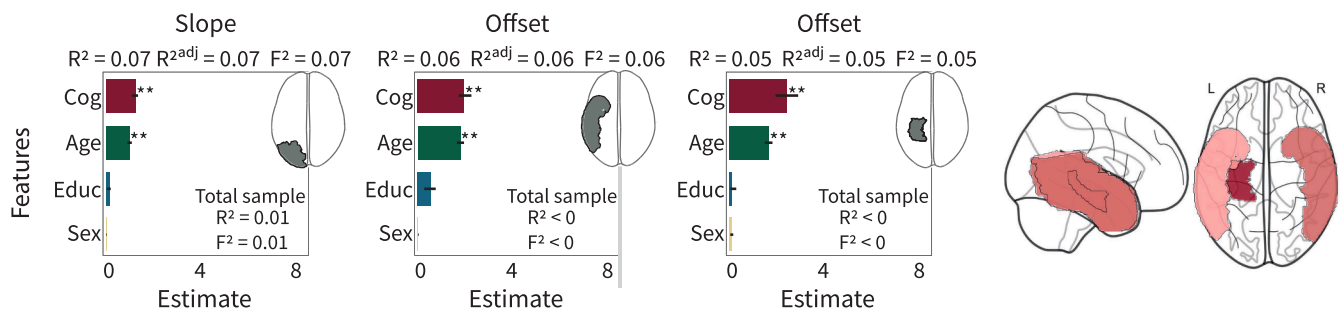 Slope
R² = 0.07 R²adj = 0.07 F² = 0.07
Features
Cog
**
Age
**
Educ
Sex
Total sample
R² = 0.01
F² = 0.01
0 4 8
Estimate
Offset
R² = 0.06 R²adj = 0.06 F² = 0.06
Cog
**
Age
**
Educ
Sex
Total sample
R² < 0
F² < 0
0 4 8
Estimate
Offset
R² = 0.05 R²adj = 0.05 F² = 0.05
Cog
**
Age
**
Educ
Sex
Total sample
R² < 0
F² < 0
0 4 8
Estimate
L R